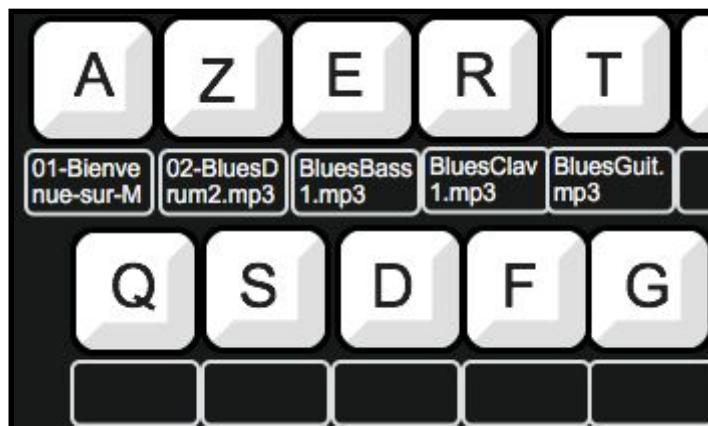 A Z E R T
01-Bienve 02-BluesD BluesBass BluesClav BluesGuit.
nue-sur-M rum2.mp3 1.mp3 1.mp3 mp3
Q S D F G